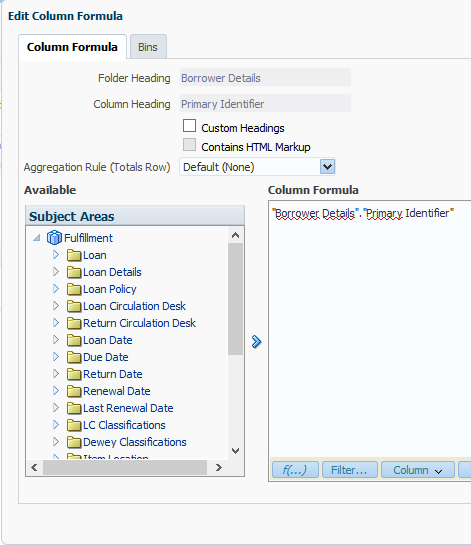 Edit Column Formula
Column Formula Bins
Folder Heading Borrower Details
Column Heading Primary Identifier
Custom Headings
Contains HTML Markup
Aggregation Rule (Totals Row) Default (None)
Available Column Formula
Subject Areas
"Borrower Details"."Primary Identifier"
Fulfillment
Loan
Loan Details
Loan Policy
Loan Circulation Desk
Return Circulation Desk
Loan Date
Due Date
Return Date
Renewal Date
Last Renewal Date
LC Classifications
Dewey Classifications
Item Location
f(...) Filter... Column